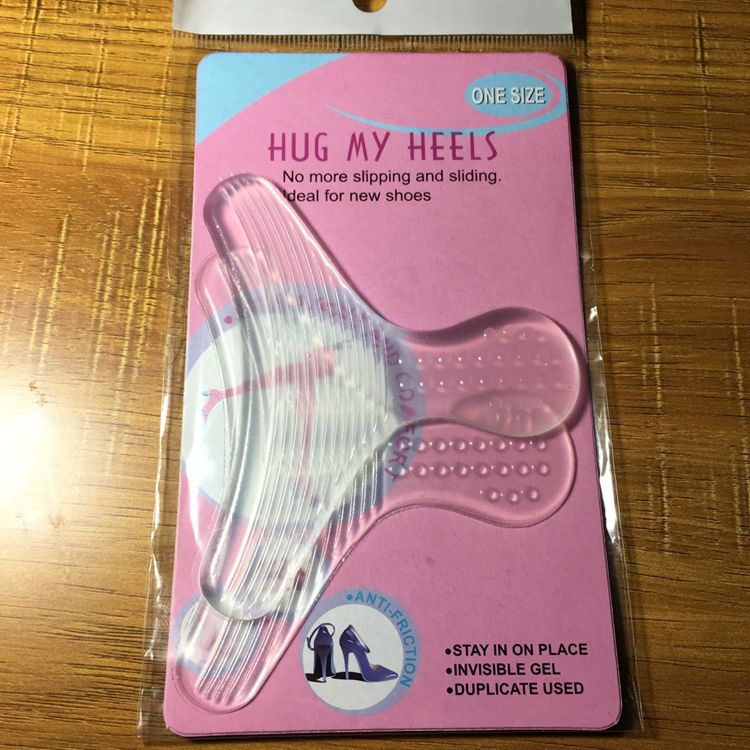 ONE SIZE
HUG MY HEELS
No more slipping and sliding.
Ideal for new shoes
•ANTI-FRICTION
•STAY IN ON PLACE
•INVISIBLE GEL
•DUPLICATE USED